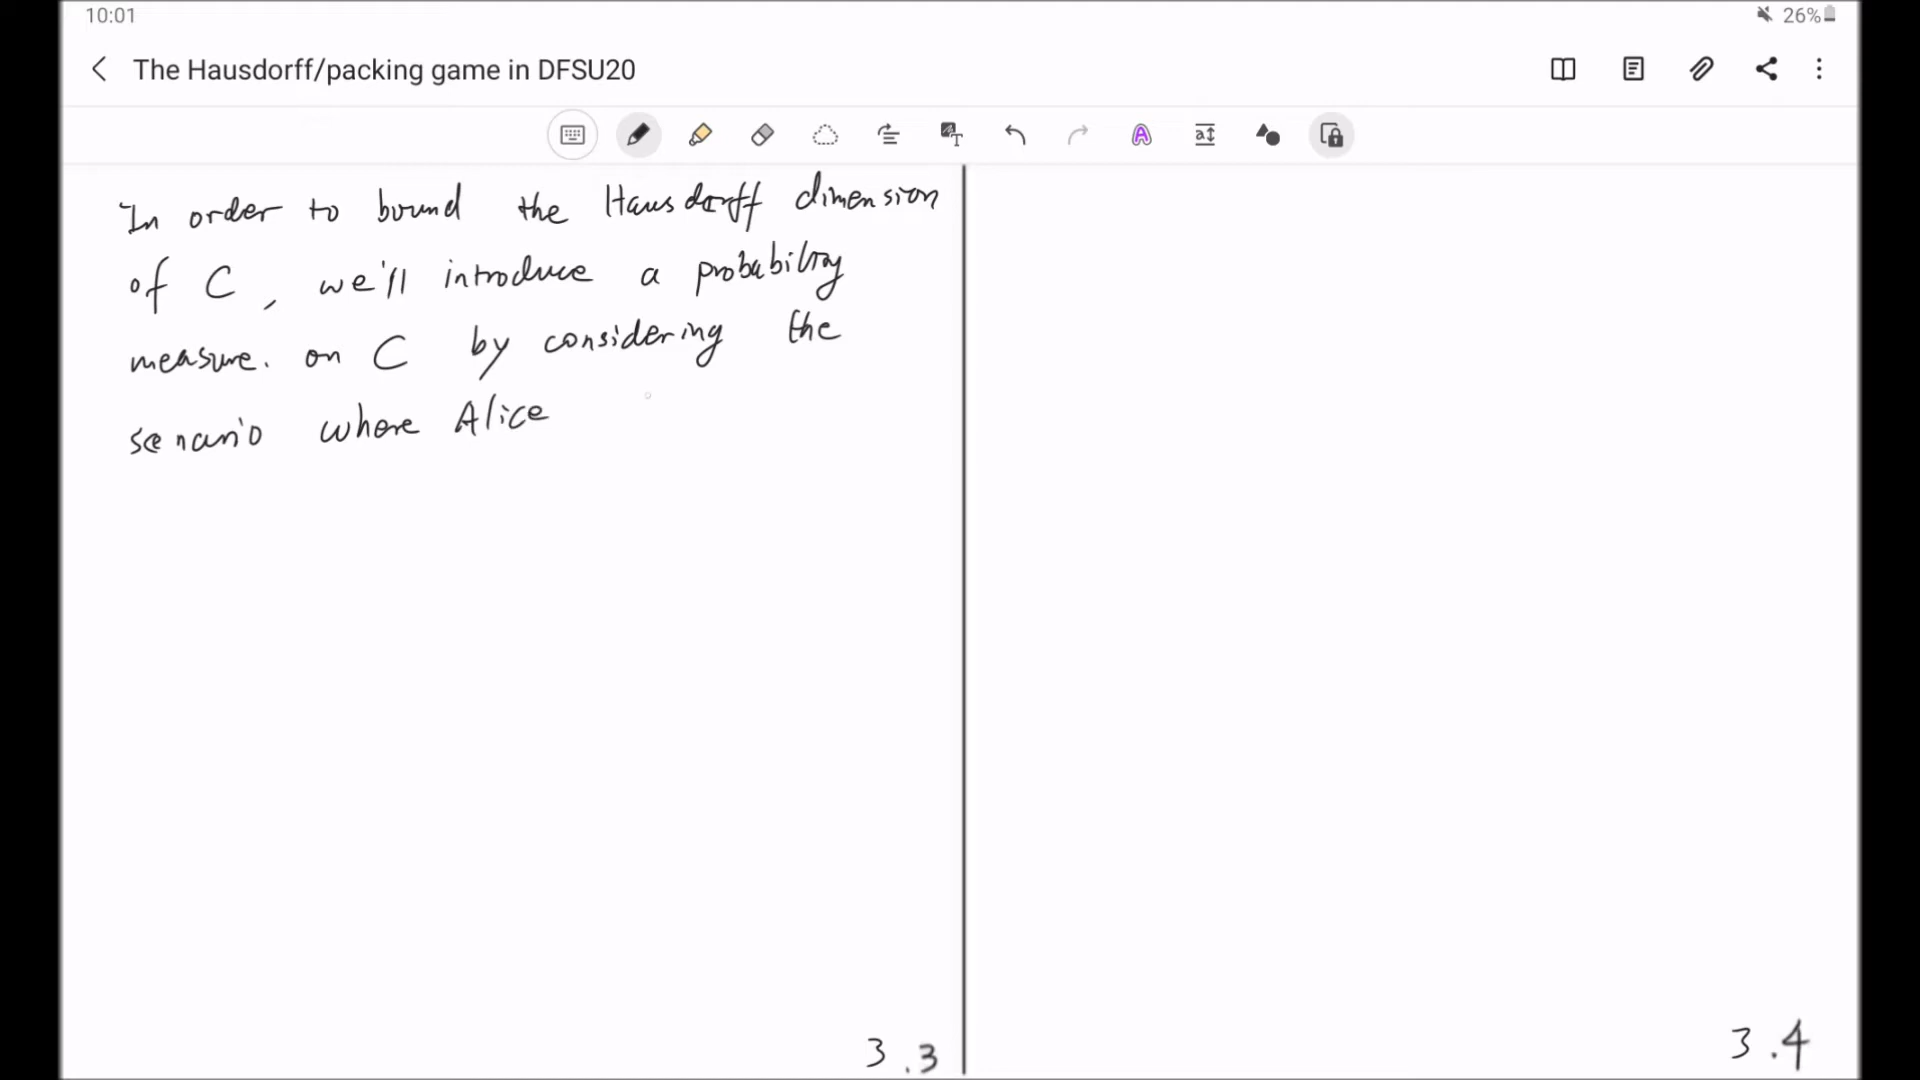 10:01
26%
The Hausdorff/packing game in DFSU20
In order to bound the Hausdorff dimension
of C, we'll introduce a probability
measure. on C by considering the
scenario where Alice
3.3
3.4